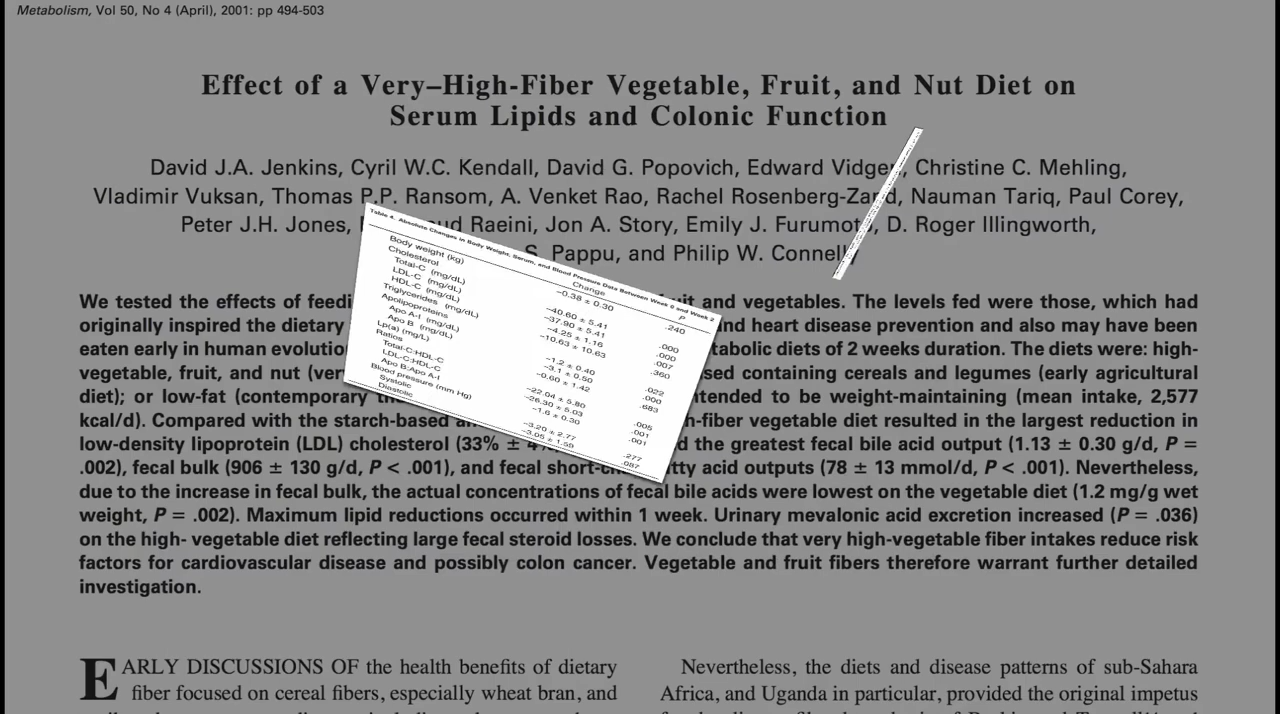 Metabolism, Vol 50, No 4 (April), 2001: pp 494-503
Effect of a Very–High-Fiber Vegetable, Fruit, and Nut Diet on
Serum Lipids and Colonic Function
David J.A. Jenkins, Cyril W.C. Kendall, David G. Popovich, Edward Vidgen, Christine C. Mehling,
Vladimir Vuksan, Thomas P.P. Ransom, A. Venket Rao, Rachel Nauman Tariq, Paul Corey,
Peter J.H. Jones, Raeini, Jon A. Story, Emily J. D. Roger Illingworth,
S. Pappu, and Philip W. Connelly
Table 4. Absolute Changes in Body Weight, Serum, and Blood Pressure Data Between Week 0 and Week 2
Change P
Body weight (kg) −0.38 ± 0.30 .240
Cholesterol
Total-C (mg/dL) −40.60 ± 5.41 .000
LDL-C (mg/dL) −37.90 ± 5.41 .000
HDL-C (mg/dL) −4.25 ± 1.16 .007
Triglycerides (mg/dL) −10.63 ± 10.63 .360
Apolipoproteins
Apo A-I (mg/dL) −1.2 ± 0.40 .022
Apo B (mg/dL) −3.1 ± 0.50 .000
Lp(a) (mg/L) −0.60 ± 1.42 .683
Ratios
Total-C:HDL-C −22.04 ± 5.80 .005
LDL-C:HDL-C −26.30 ± 5.03 .001
Apo B:Apo A-I −1.6 ± 0.30 .001
Blood pressure (mm Hg)
Systolic −3.20 ± 2.77 .277
Diastolic −3.05 ± 1.59 .087
We tested the effects of and vegetables. The levels fed were those, which had
originally inspired the dietary and heart disease prevention and also may have been
eaten early in human diets of 2 weeks duration. The diets were: high-
vegetable, fruit, and nut containing cereals and legumes (early agricultural
diet); or low-fat (contemporary to be weight-maintaining (mean intake, 2,577
kcal/d). Compared with the starch-based vegetable diet resulted in the largest reduction in
low-density lipoprotein (LDL) cholesterol (33% ± the greatest fecal bile acid output (1.13 ± 0.30 g/d, P =
.002), fecal bulk (906 ± 130 g/d, P < .001), and fecal acid outputs (78 ± 13 mmol/d, P < .001). Nevertheless,
due to the increase in fecal bulk, the actual concentrations of fecal bile acids were lowest on the vegetable diet (1.2 mg/g wet
weight, P = .002). Maximum lipid reductions occurred within 1 week. Urinary mevalonic acid excretion increased (P = .036)
on the high- vegetable diet reflecting large fecal steroid losses. We conclude that very high-vegetable fiber intakes reduce risk
factors for cardiovascular disease and possibly colon cancer. Vegetable and fruit fibers therefore warrant further detailed
investigation.
EARLY DISCUSSIONS OF the health benefits of dietary
fiber focused on cereal fibers, especially wheat bran, and
Nevertheless, the diets and disease patterns of sub-Sahara
Africa, and Uganda in particular, provided the original impetus